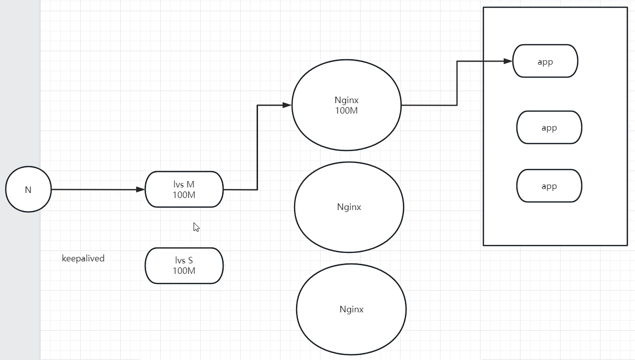 N
lvs M
100M
keepalived
lvs S
100M
Nginx
100M
Nginx
Nginx
app
app
app